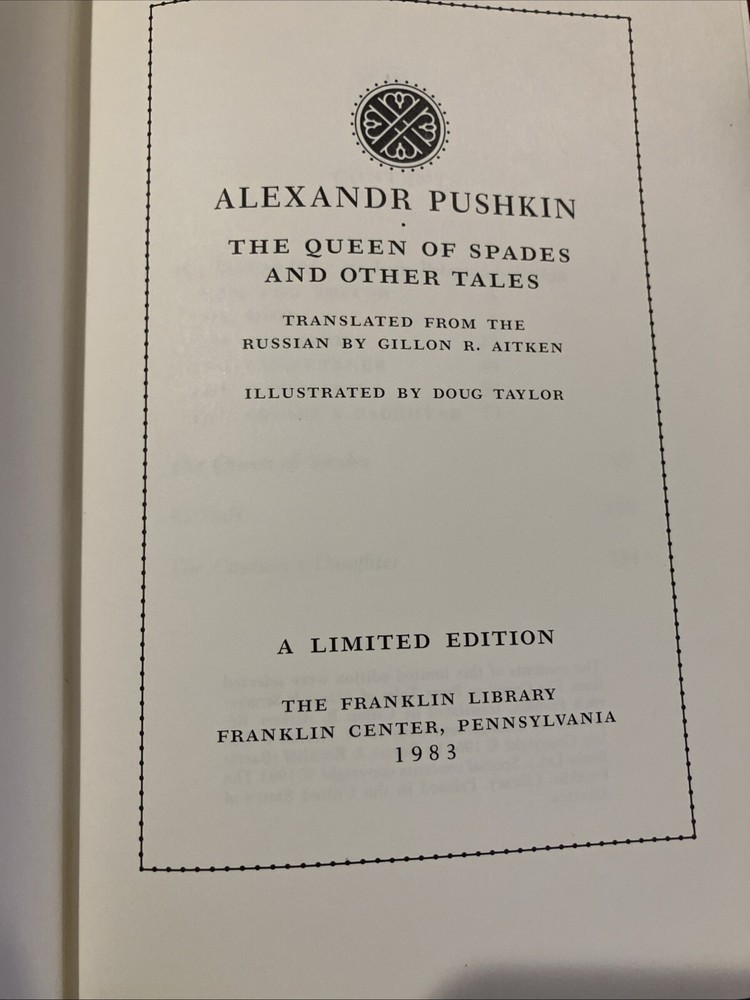 ALEXANDR PUSHKIN
THE QUEEN OF SPADES
AND OTHER TALES
TRANSLATED FROM THE
RUSSIAN BY GILLON R. AITKEN
ILLUSTRATED BY DOUG TAYLOR
A LIMITED EDITION
THE FRANKLIN LIBRARY
FRANKLIN CENTER, PENNSYLVANIA
1983